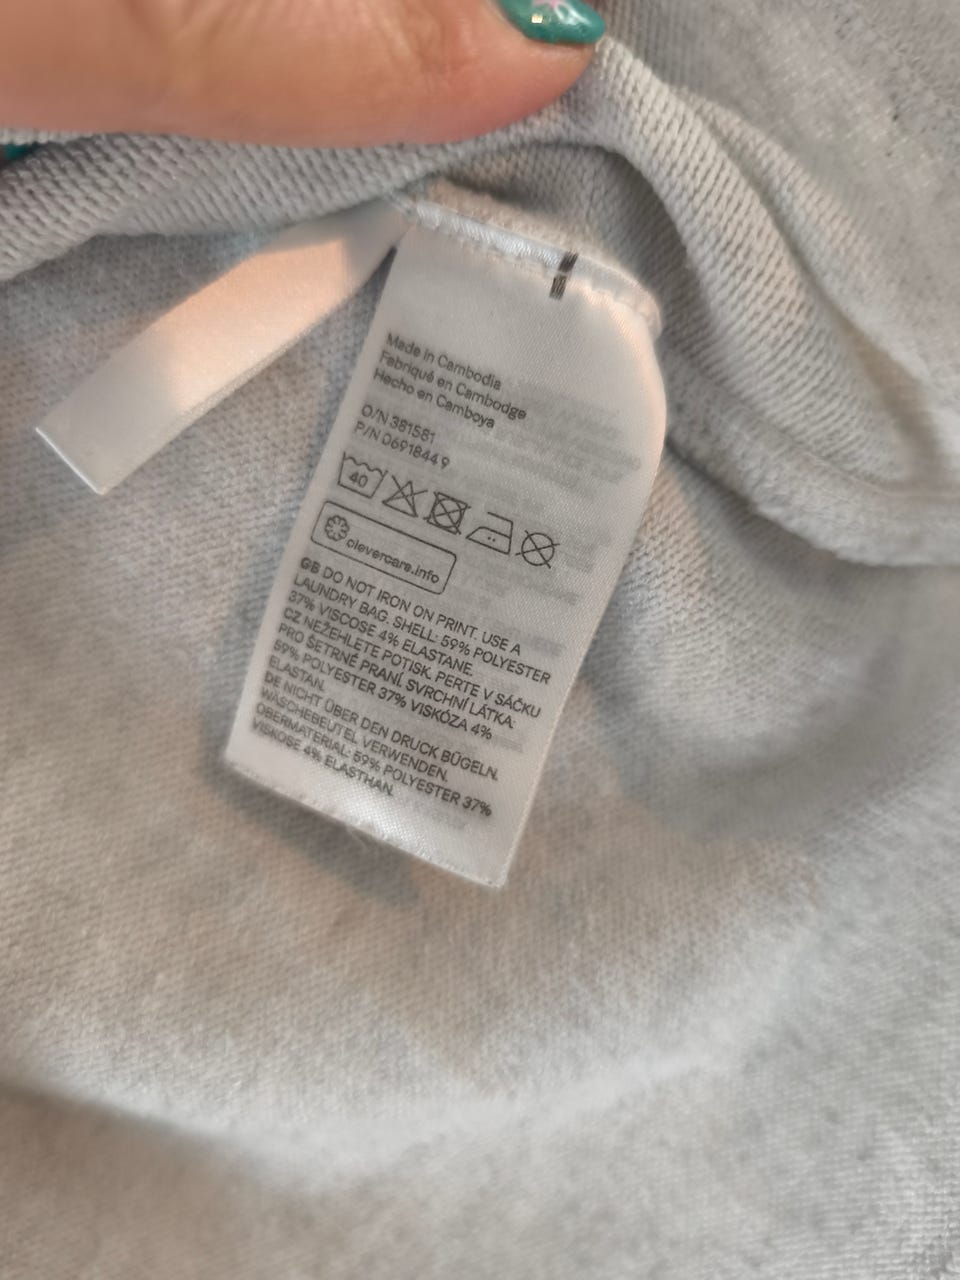 Made in Cambodia
Fabriqué en Cambodge
Hecho en Camboya
O/N 381581
P/N 0691844 9
40
clevercare.info
GB DO NOT IRON ON PRINT. USE A
LAUNDRY BAG. SHELL: 59% POLYESTER
37% VISCOSE 4% ELASTANE.
CZ NEŽEHLETE POTISK. PERTE V SÁČKU
PRO ŠETRNÉ PRANÍ. SVRCHNÍ LÁTKA:
59% POLYESTER 37% VISKÓZA 4%
ELASTAN.
DE NICHT ÜBER DEN DRUCK BÜGELN.
WÄSCHEBEUTEL VERWENDEN.
OBERMATERIAL: 59% POLYESTER 37%
VISKOSE 4% ELASTHAN.